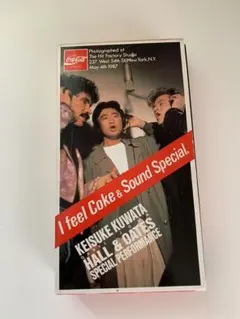 Coca-Cola
Photographed at
The Hit Factory Studio
237 West 54th St. New York, N.Y.
May 4th 1987
I feel Coke & Sound Special.
KEISUKE KUWATA
HALL & OATES
SPECIAL PERFORMANCE